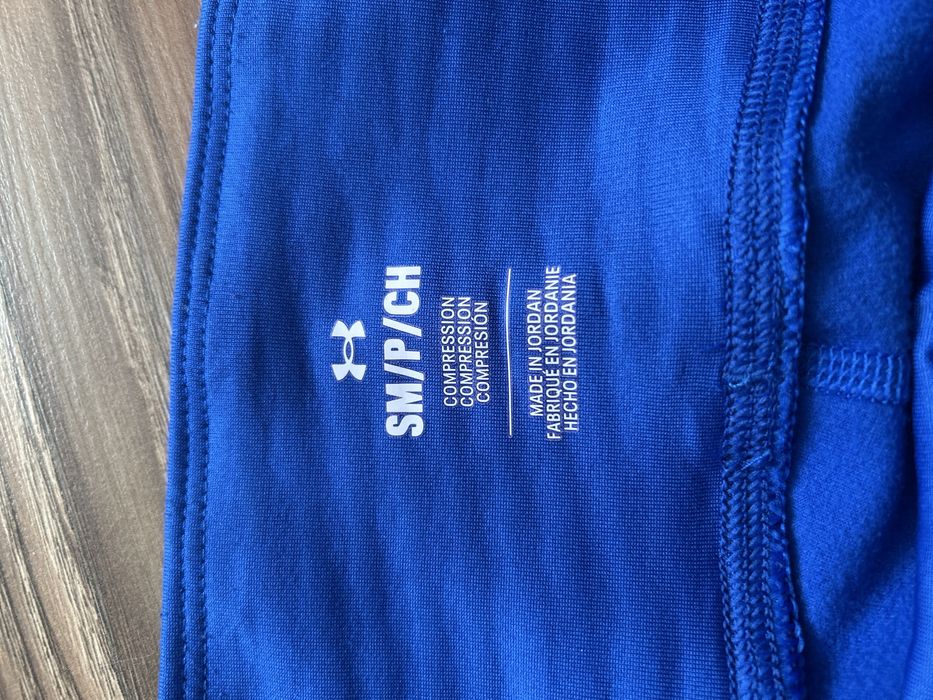 SM/P/CH
COMPRESSION
COMPRESSION
COMPRESIÓN
MADE IN JORDAN
FABRIQUÉ EN JORDANIE
HECHO EN JORDANIA